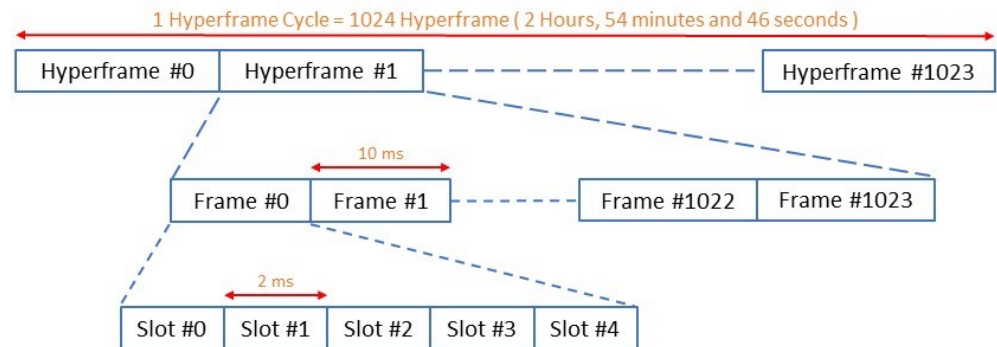 1 Hyperframe Cycle = 1024 Hyperframe ( 2 Hours, 54 minutes and 46 seconds )
Hyperframe #0 Hyperframe #1 Hyperframe #1023
10 ms
Frame #0 Frame #1 Frame #1022 Frame #1023
2 ms
Slot #0 Slot #1 Slot #2 Slot #3 Slot #4